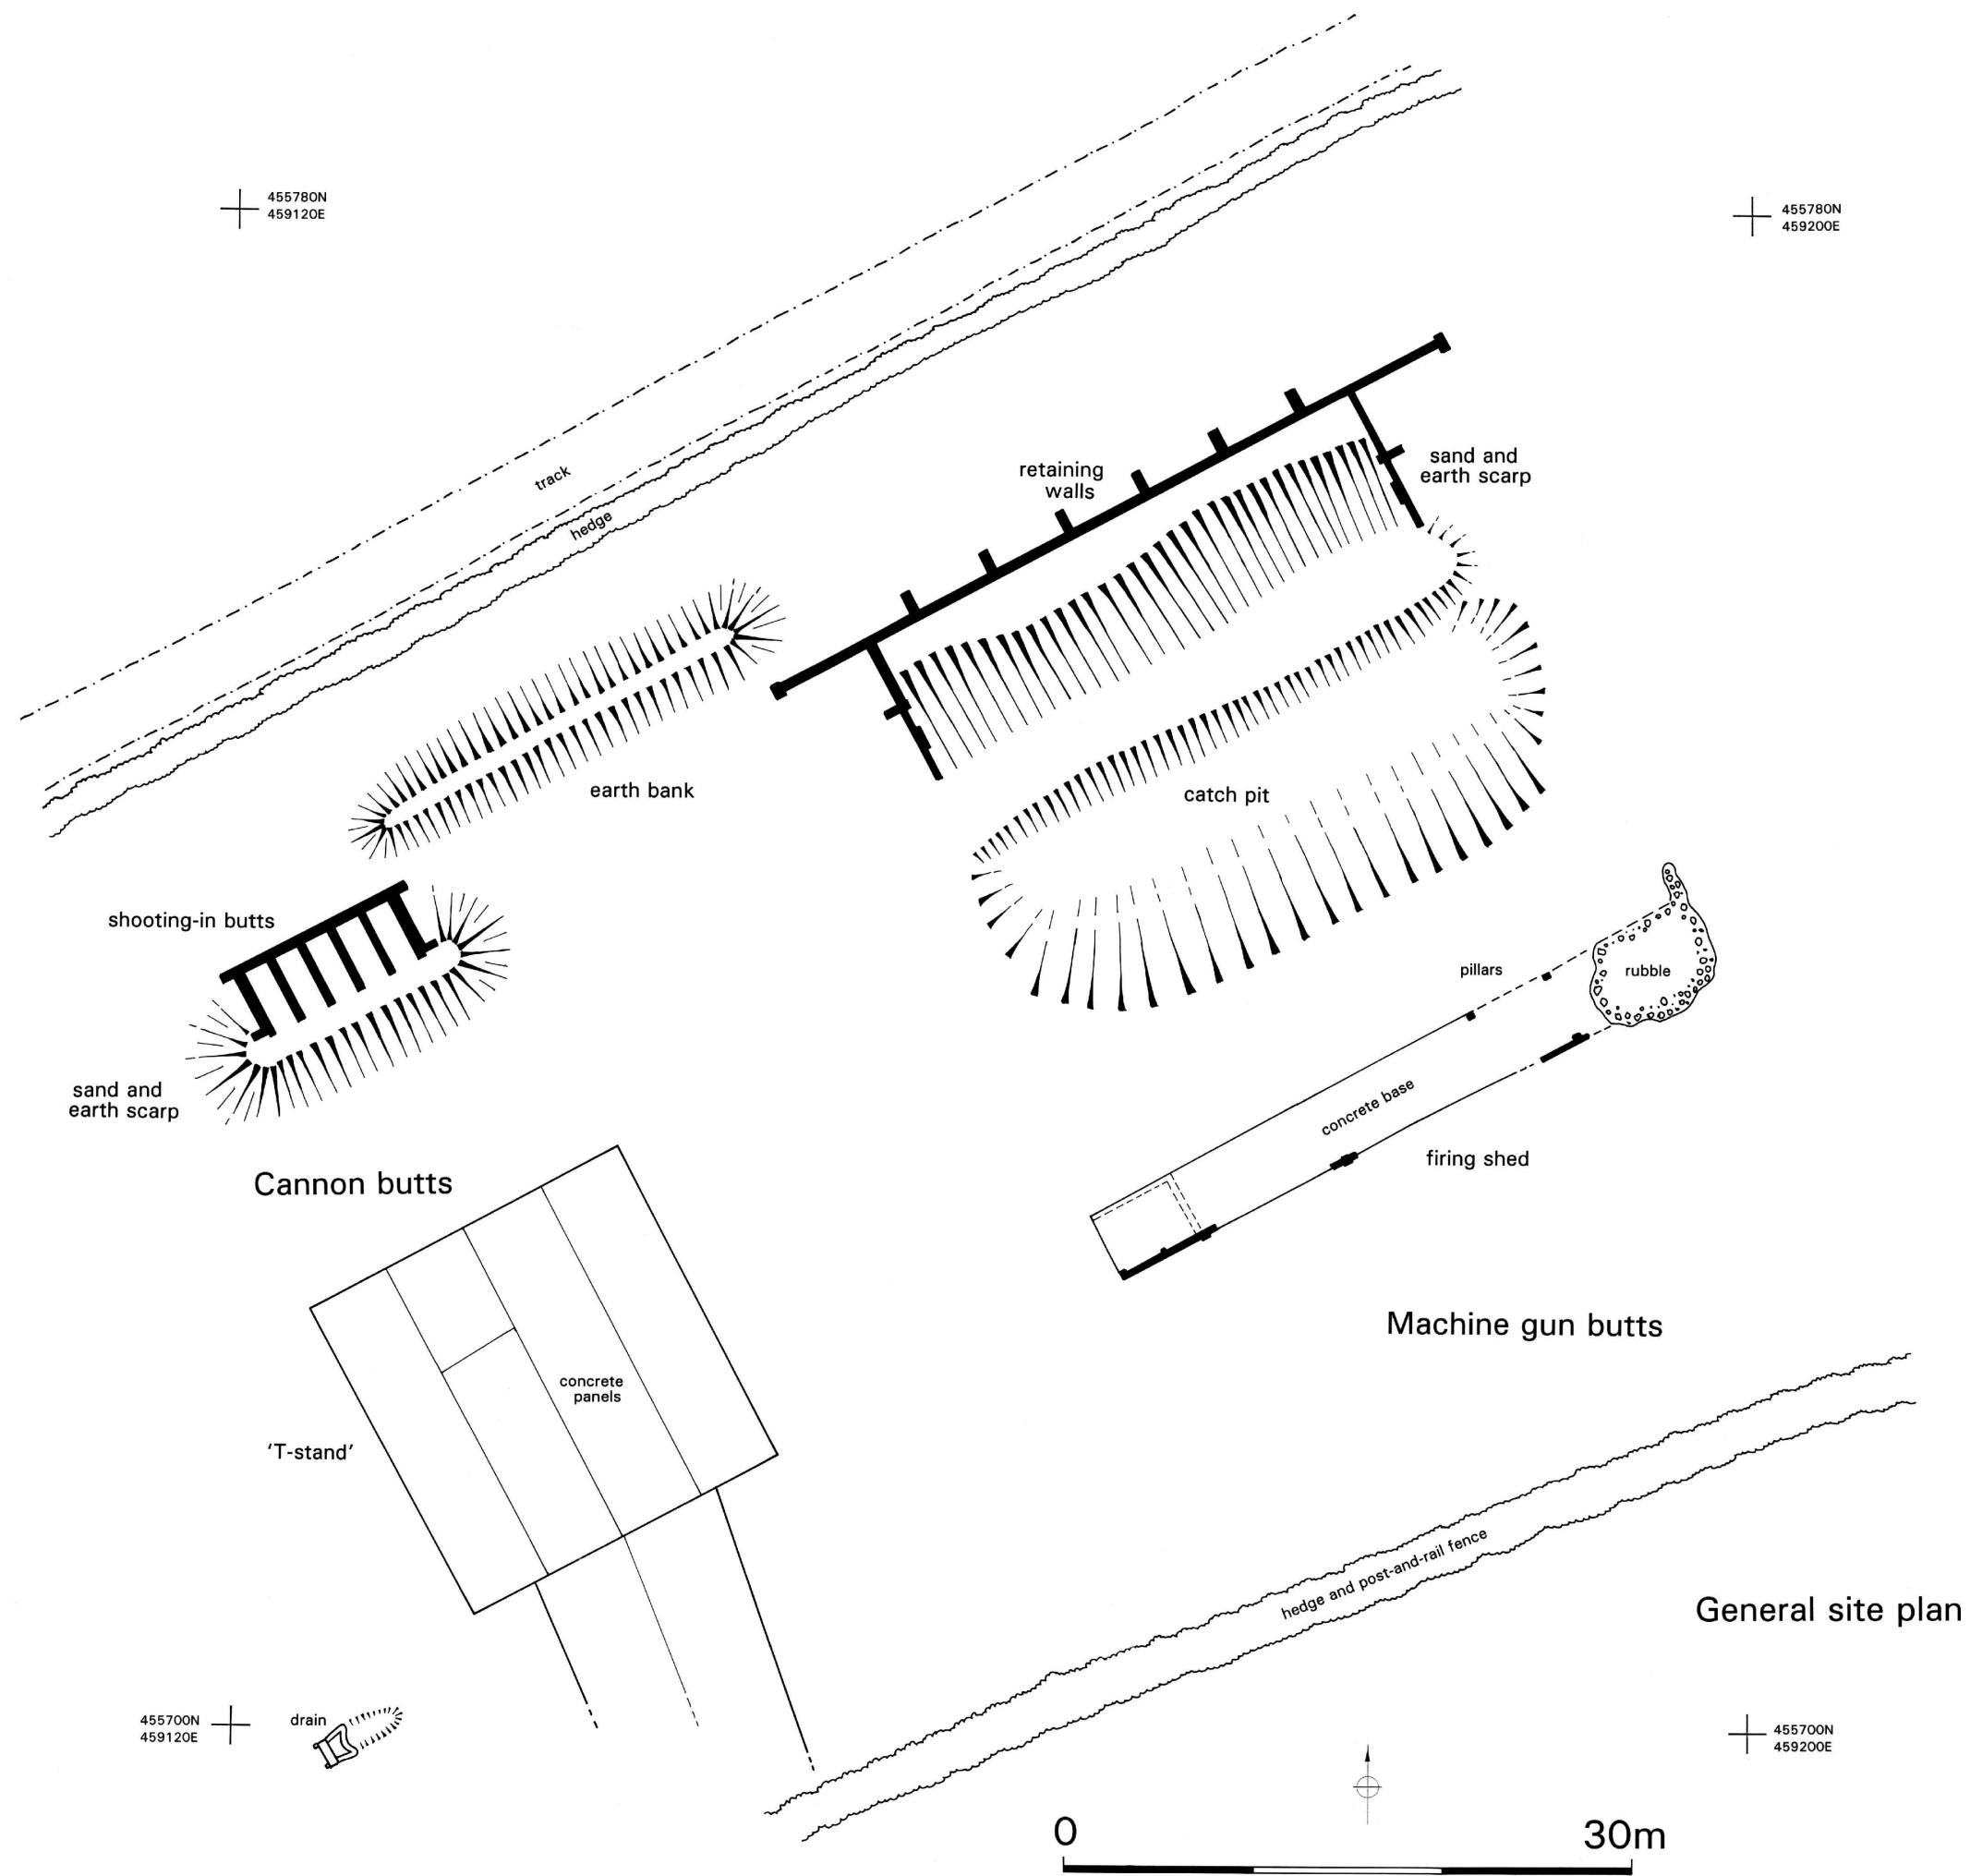 455780N
459120E
455780N
459200E
track
hedge
retaining
walls
sand and
earth scarp
earth bank
catch pit
shooting-in butts
pillars
rubble
sand and
earth scarp
concrete base
firing shed
Cannon butts
Machine gun butts
concrete
panels
'T-stand'
hedge and post-and-rail fence
General site plan
455700N
459120E
drain
455700N
459200E
0
30m